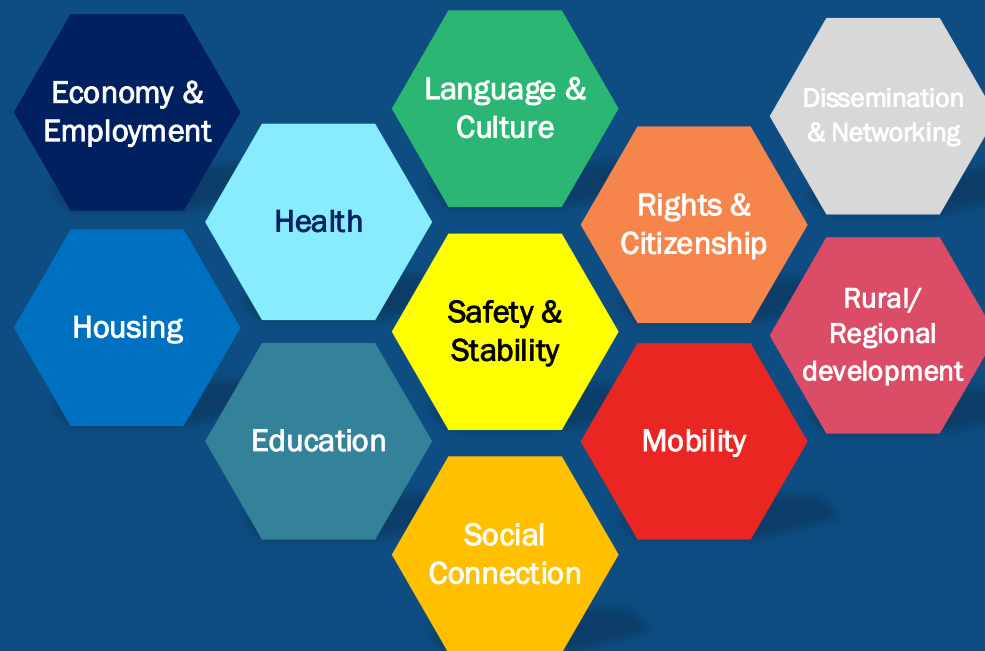 Economy &
Employment
Language &
Culture
Dissemination
& Networking
Health
Rights &
Citizenship
Housing
Safety &
Stability
Rural/
Regional
development
Education
Mobility
Social
Connection